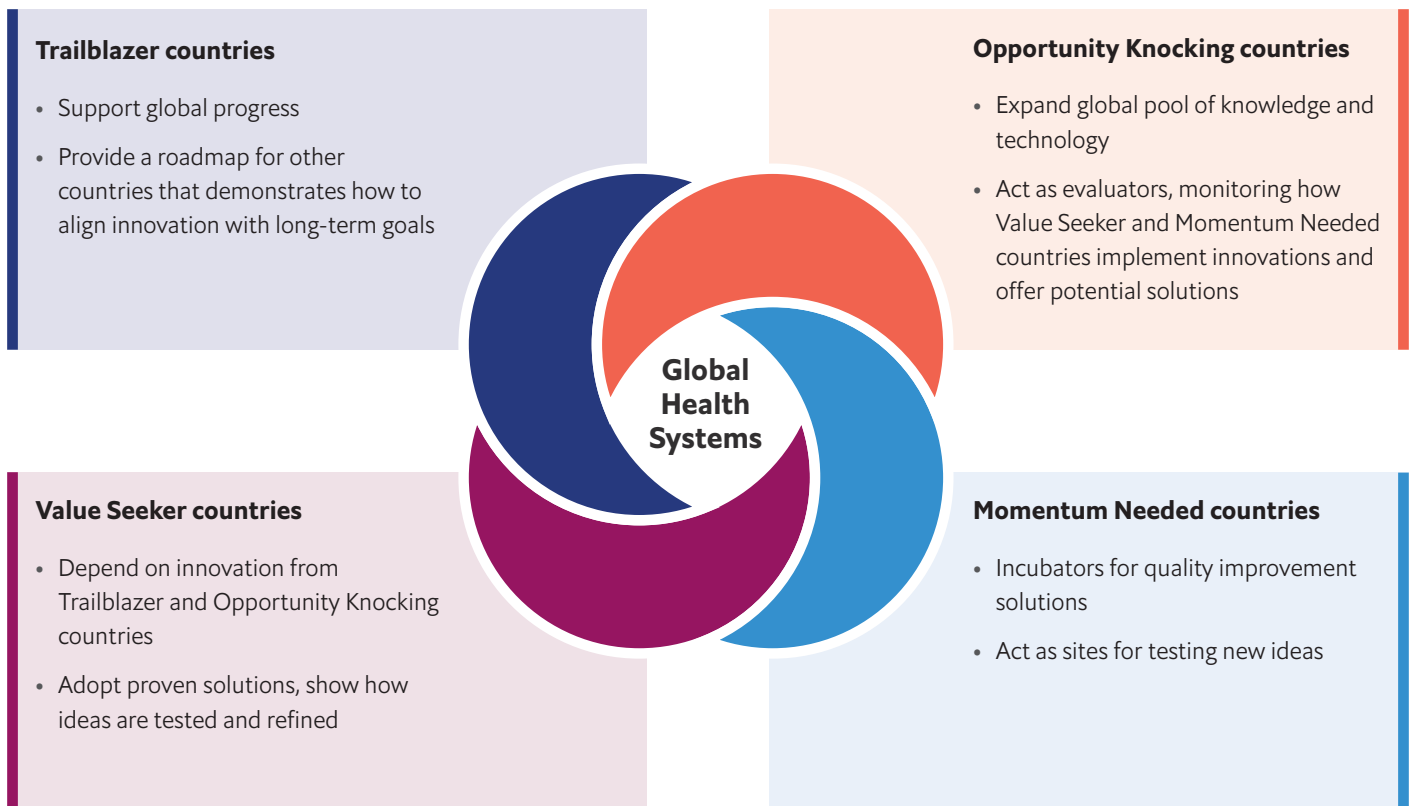 Trailblazer countries
• Support global progress
• Provide a roadmap for other
countries that demonstrates how to
align innovation with long-term goals
Opportunity Knocking countries
• Expand global pool of knowledge and
technology
• Act as evaluators, monitoring how
Value Seeker and Momentum Needed
countries implement innovations and
offer potential solutions
Global
Health
Systems
Value Seeker countries
• Depend on innovation from
Trailblazer and Opportunity Knocking
countries
• Adopt proven solutions, show how
ideas are tested and refined
Momentum Needed countries
• Incubators for quality improvement
solutions
• Act as sites for testing new ideas